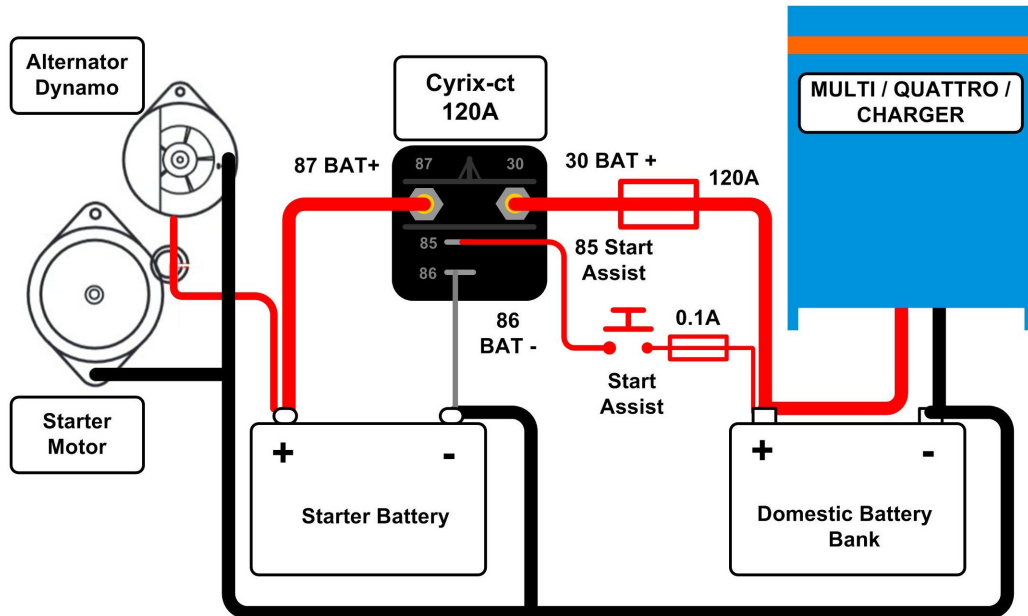 Alternator
Dynamo
Cyrix-ct
120A
MULTI / QUATTRO /
CHARGER
87 BAT+
87
30
30 BAT +
120A
85
85 Start
Assist
86
86
BAT -
0.1A
Start
Assist
Starter
Motor
+
-
Starter Battery
+
-
Domestic Battery
Bank